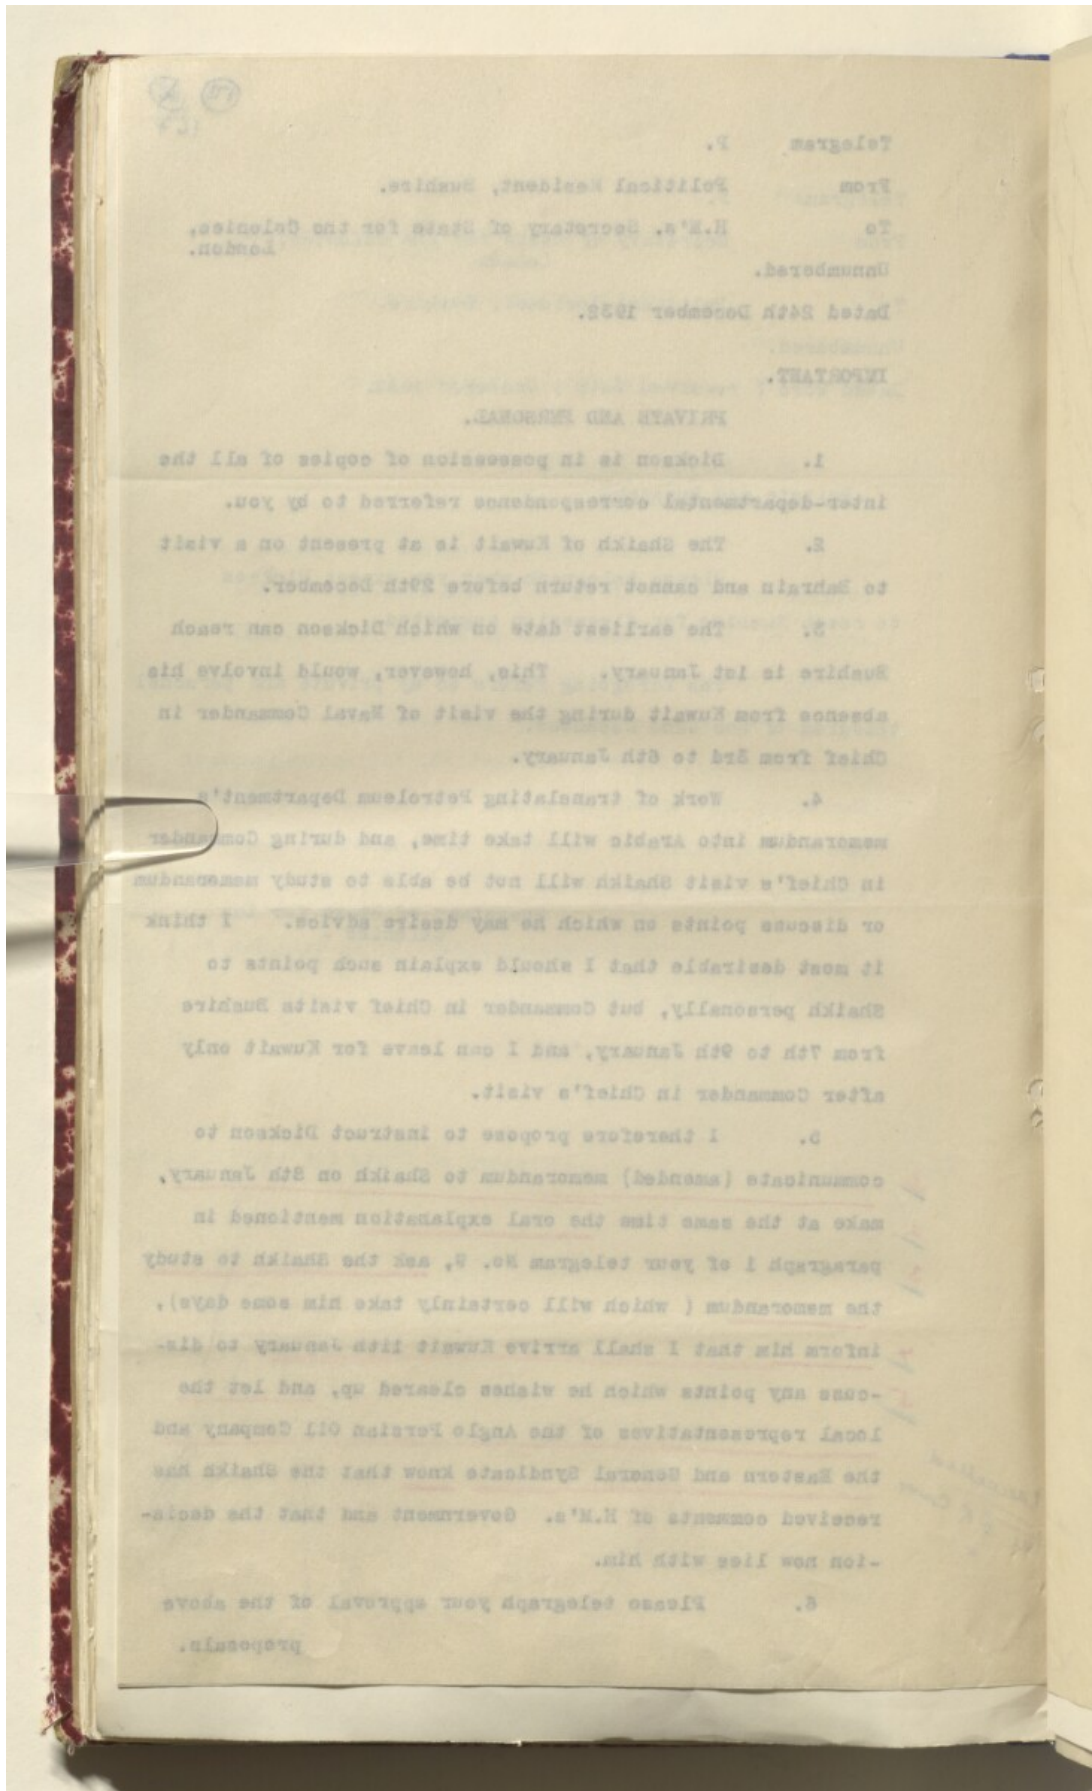 Telegram P.
From Political Resident, Bushire.
To H.M's. Secretary of State for the Colonies,
London.
Unnumbered.
Dated 24th December 1932.
IMPORTANT.
PRIVATE AND PERSONAL.
1. Dickson is in possession of copies of all the
inter-departmental correspondence referred to by you.
2. The Shaikh of Kuwait is at present on a visit
to Bahrain and cannot return before 29th December.
3. The earliest date on which Dickson can reach
Bushire is 1st January. This, however, would involve his
absence from Kuwait during the visit of Naval Commander in
Chief from 3rd to 6th January.
4. Work of translating Petroleum Department's
memorandum into Arabic will take time, and during Commander
in Chief's visit Shaikh will not be able to study memorandum
or discuss points on which he may desire advice. I think
it most desirable that I should explain such points to
Shaikh personally, but Commander in Chief visits Bushire
from 7th to 9th January, and I can leave for Kuwait only
after Commander in Chief's visit.
5. I therefore propose to instruct Dickson to
communicate (amended) memorandum to Shaikh on 8th January,
make at the same time the oral explanation mentioned in
paragraph 1 of your telegram No. 9, ask the Shaikh to study
the memorandum ( which will certainly take him some days),
inform him that I shall arrive Kuwait 11th January to dis-
-cuss any points which he wishes cleared up, and let the
local representatives of the Anglo Persian Oil Company and
the Eastern and General Syndicate know that the Shaikh has
received comments of H.M's. Government and that the decis-
-ion now lies with him.
6. Please telegraph your approval of the above
proposals.